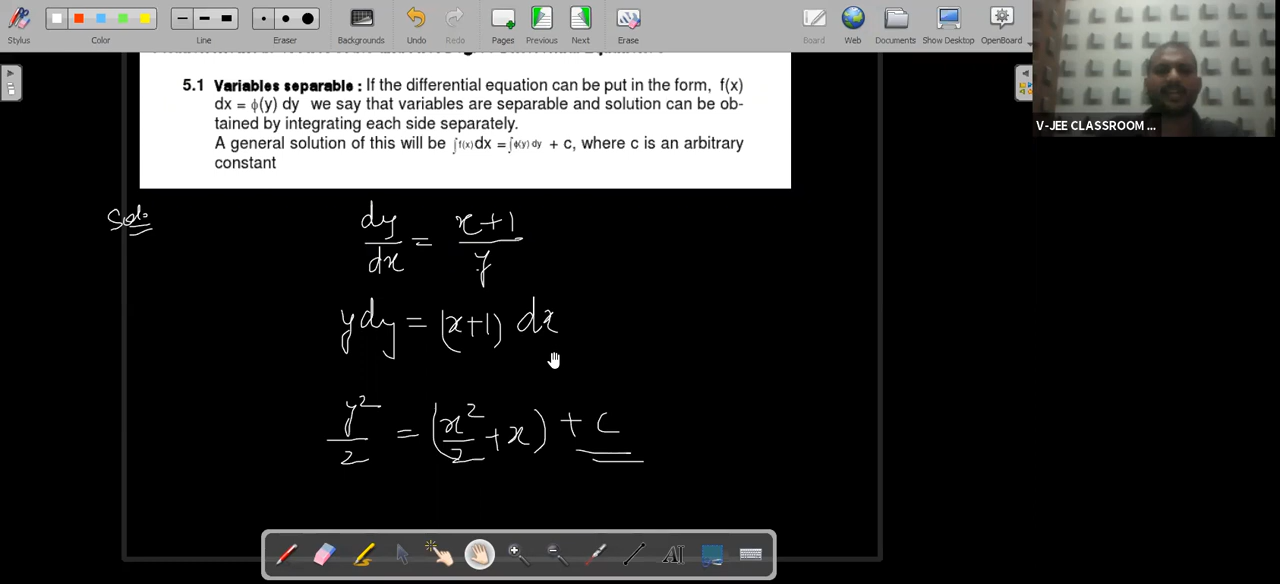 Stylus Color Line Eraser Backgrounds Undo Redo Pages Previous Next Erase Board Web Documents Show Desktop OpenBoard
5.1 Variables separable : If the differential equation can be put in the form, f(x)
dx = ϕ(y) dy we say that variables are separable and solution can be ob-
tained by integrating each side separately.
A general solution of this will be ∫f(x)dx = ∫ϕ(y) dy + c, where c is an arbitrary
constant
V-JEE CLASSROOM ...
Sol:
dy/dx = x+1/y
y dy = (x+1) dx
y²/2 = (x²/2 + x) + c
AI